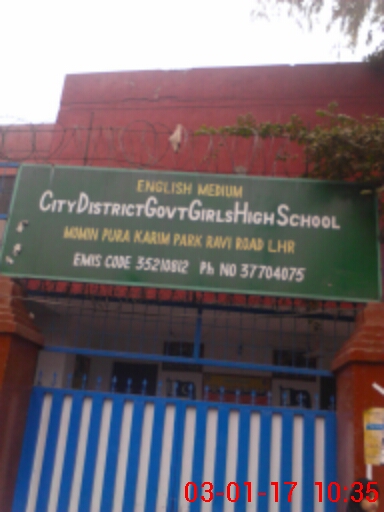 ENGLISH MEDIUM
CITY DISTRICT GOVT GIRLS HIGH SCHOOL
MOMIN PURA KARIM PARK RAVI ROAD LHR
EMIS CODE 35210812 Ph NO 37704075
03-01-17 10:35